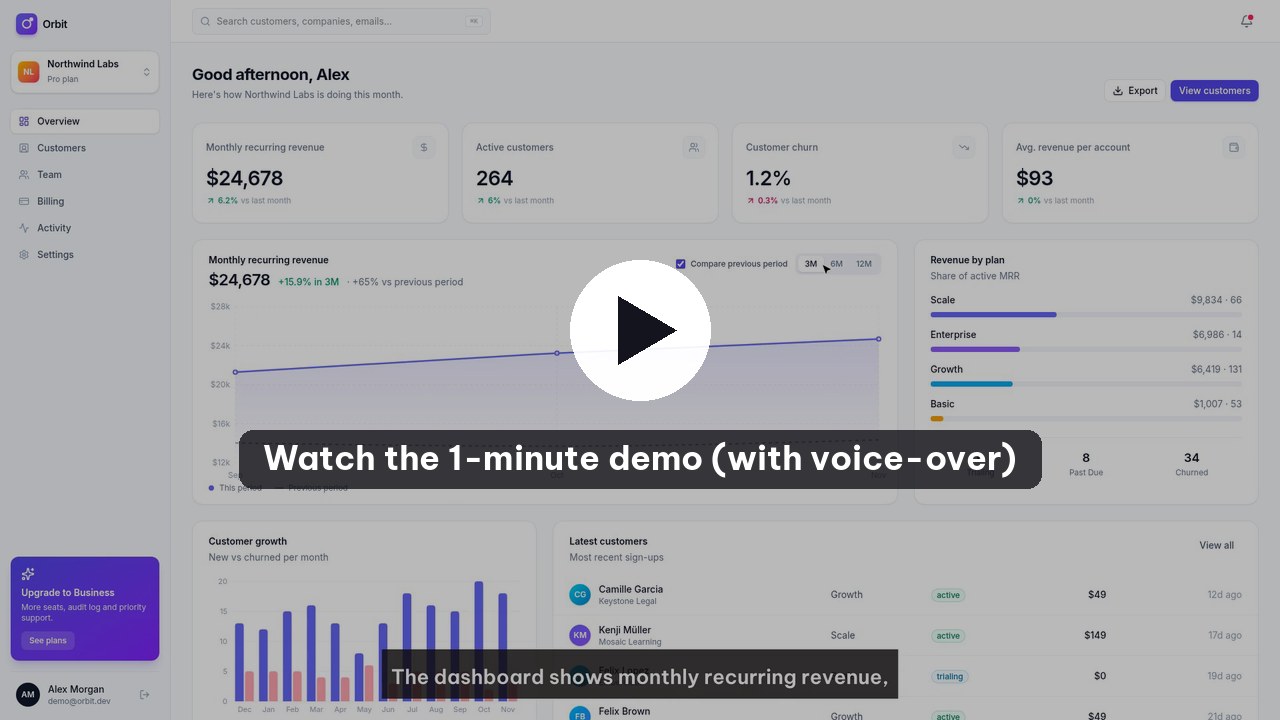 Orbit
Search customers, companies, emails...
⌘K
NL
Northwind Labs
Pro plan
Overview
Customers
Team
Billing
Activity
Settings
Good afternoon, Alex
Here's how Northwind Labs is doing this month.
Export
View customers
Monthly recurring revenue
$24,678
6.2% vs last month
Active customers
264
6% vs last month
Customer churn
1.2%
0.3% vs last month
Avg. revenue per account
$93
0% vs last month
Monthly recurring revenue
$24,678 +15.9% in 3M · +65% vs previous period
Compare previous period
3M 6M 12M
$28k
$24k
$20k
$16k
$12k
This period Previous period
Revenue by plan
Share of active MRR
Scale $9,834 · 66
Enterprise $6,986 · 14
Growth $6,419 · 131
Basic $1,007 · 53
8 34
Past Due Churned
Watch the 1-minute demo (with voice-over)
Customer growth
New vs churned per month
20
15
10
5
0
Dec Jan Feb Mar Apr May Jun Jul Aug Sep Oct Nov
Latest customers
Most recent sign-ups
View all
CG Camille Garcia
Keystone Legal
Growth active $49 12d ago
KM Kenji Müller
Mosaic Learning
Scale active $149 17d ago
trialing $0 19d ago
FB Felix Brown
Growth active $49 21d ago
The dashboard shows monthly recurring revenue,
Upgrade to Business
More seats, audit log and priority
support.
See plans
AM
Alex Morgan
demo@orbit.dev